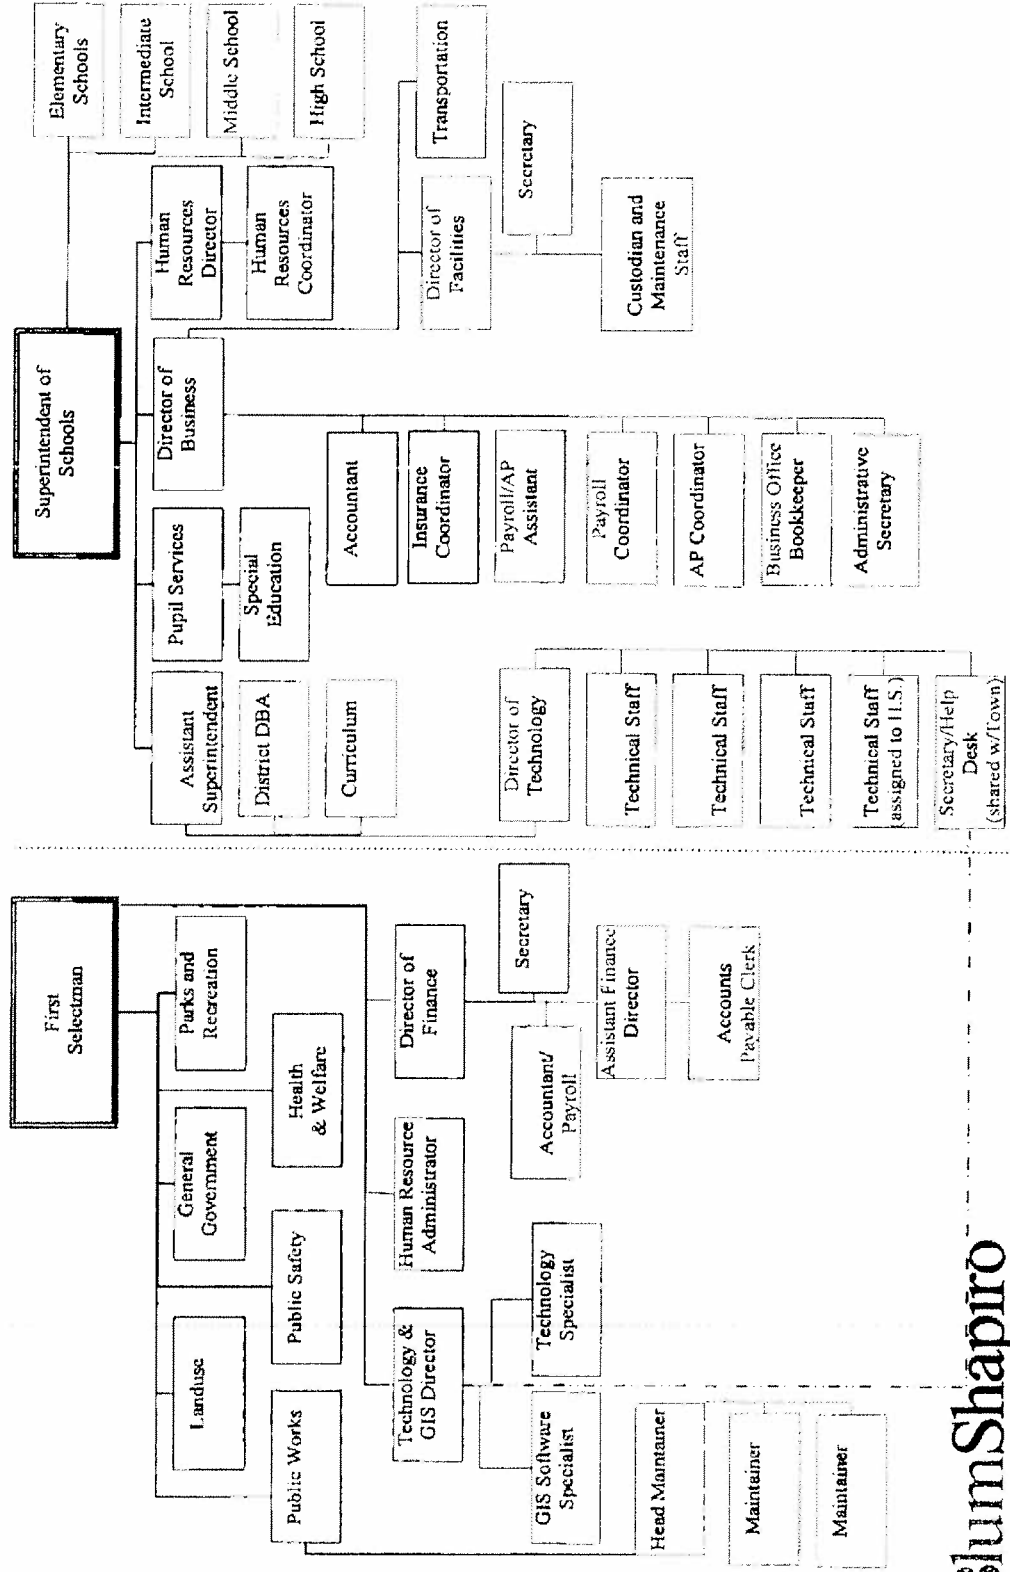 First
Selectman
Landuse
General
Government
Parks and
Recreation
Public Works
Public Safety
Health
& Welfare
Technology &
GIS Director
Human Resource
Administrator
Director of
Finance
GIS Software
Specialist
Technology
Specialist
Accountant/
Payroll
Secretary
Assistant Finance
Director
Accounts
Payable Clerk
Head Maintainer
Maintainer
Maintainer
Superintendent of
Schools
Assistant
Superintendent
Pupil Services
Director of
Business
Human
Resources
Director
Elementary
Schools
Intermediate
School
Middle School
High School
District DBA
Special
Education
Human
Resources
Coordinator
Curriculum
Accountant
Insurance
Coordinator
Payroll/AP
Assistant
Payroll
Coordinator
AP Coordinator
Business Office
Bookkeeper
Administrative
Secretary
Director of
Facilities
Transportation
Secretary
Custodian and
Maintenance
Staff
Director of
Technology
Technical Staff
Technical Staff
Technical Staff
Technical Staff
(assigned to H.S.)
Secretary/Help
Desk
(shared w/Town)
lumShapiro